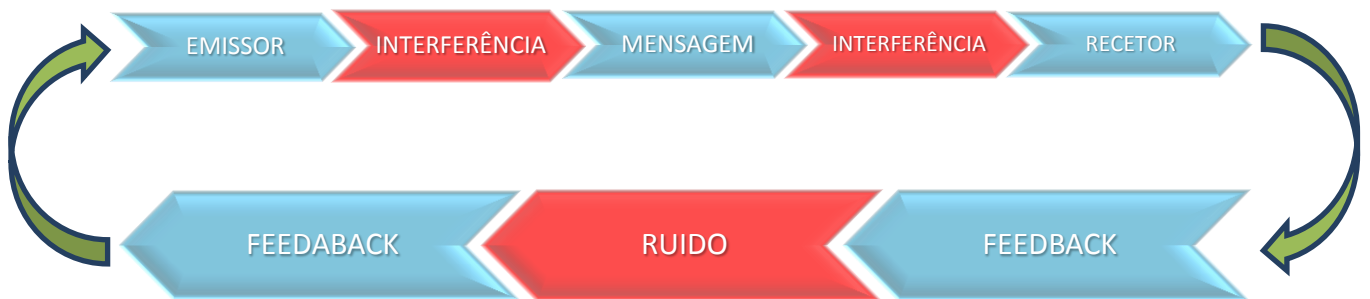 EMISSOR INTERFERÊNCIA MENSAGEM INTERFERÊNCIA RECETOR
FEEDABACK RUIDO FEEDBACK